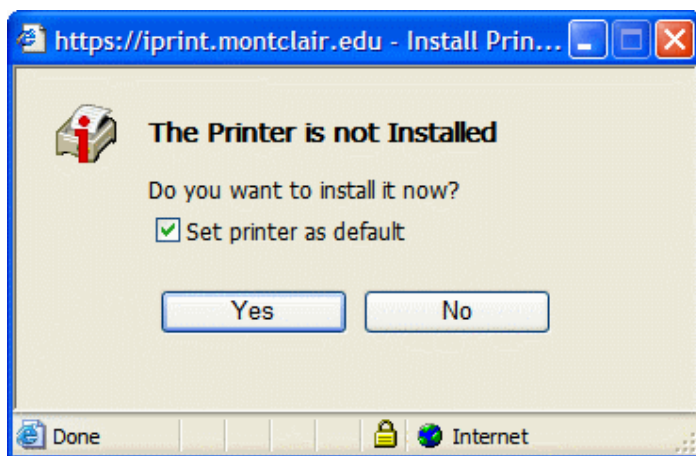 https://iprint.montclair.edu - Install Prin...
The Printer is not Installed
Do you want to install it now?
Set printer as default
Yes No
Done Internet